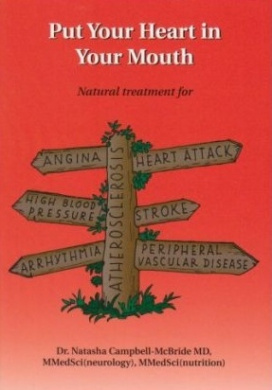 Put Your Heart in
Your Mouth
Natural treatment for
ANGINA
HEART ATTACK
HIGH BLOOD
PRESSURE
STROKE
ATHEROSCLEROSIS
ARRHYTHMIA
PERIPHERAL
VASCULAR DISEASE
Dr. Natasha Campbell-McBride MD,
MMedSci(neurology), MMedSci(nutrition)